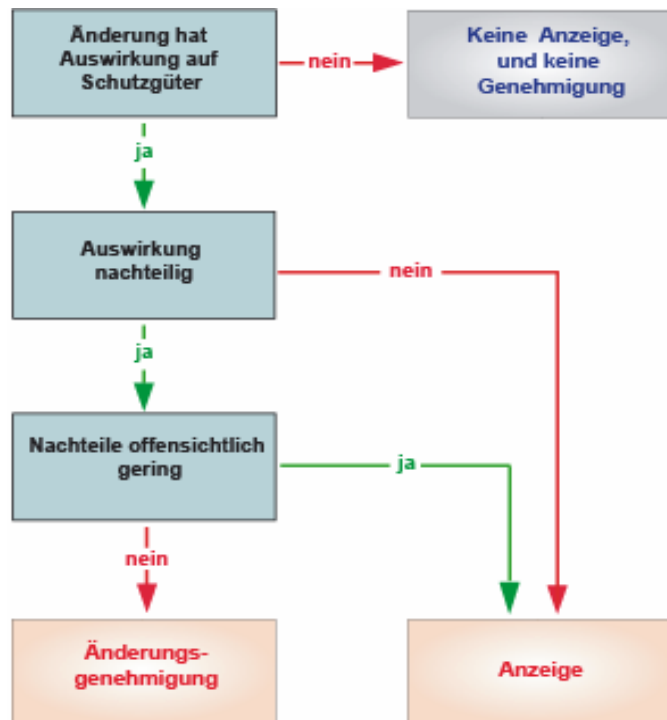 Änderung hat
Auswirkung auf
Schutzgüter
nein
Keine Anzeige,
und keine
Genehmigung
ja
Auswirkung
nachteilig
nein
ja
Nachteile offensichtlich
gering
ja
nein
Änderungs-
genehmigung
Anzeige